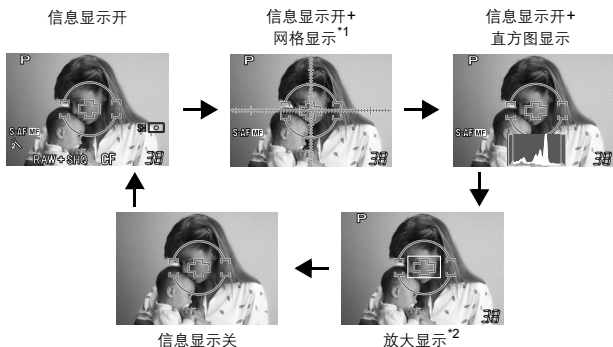 信息显示开
信息显示开+
网格显示*1
信息显示开+
直方图显示
P
S-AF MF
RAW+SHQ CF 38
P
S-AF MF
38
P
S-AF MF
38
P
38
信息显示关
放大显示*2